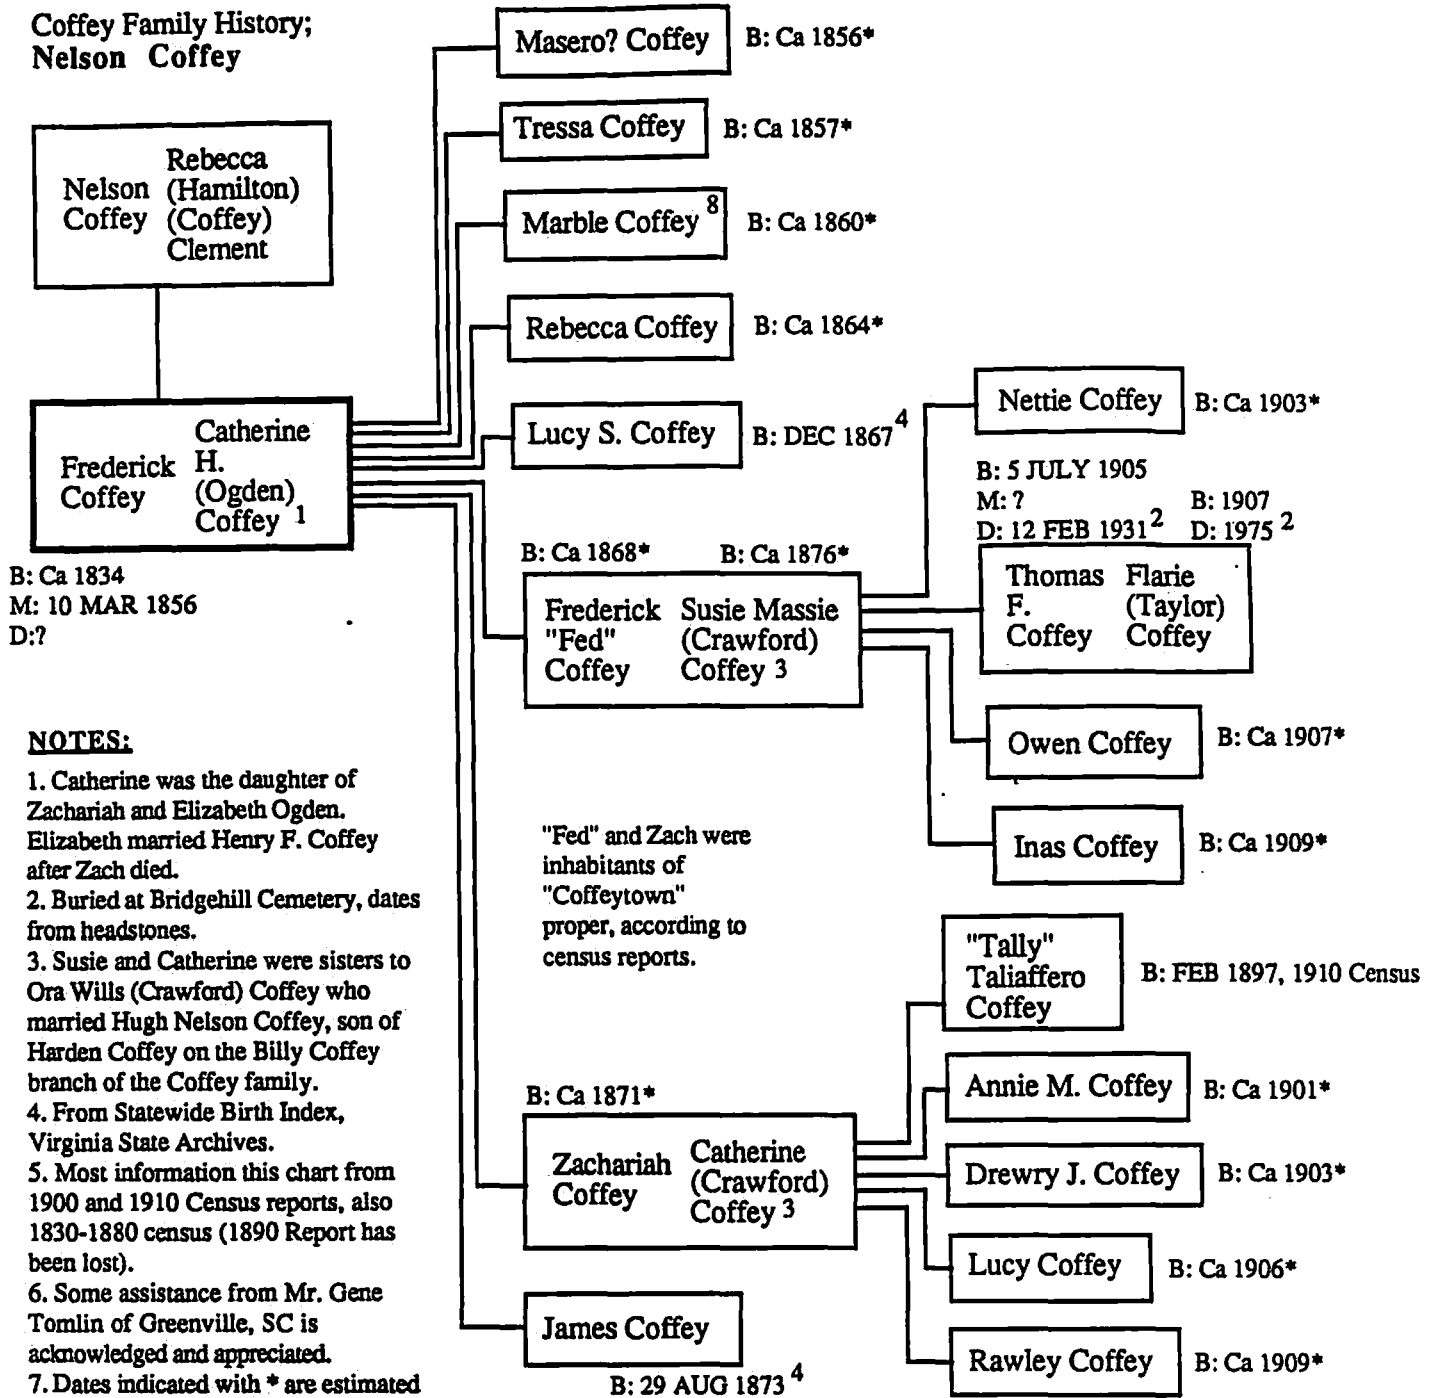 Coffey Family History;
Nelson Coffey
Nelson
Coffey
Rebecca
(Hamilton)
(Coffey)
Clement
Frederick
Coffey
Catherine
H.
(Ogden)
Coffey 1
B: Ca 1834
M: 10 MAR 1856
D:?
Masero? Coffey
B: Ca 1856*
Tressa Coffey
B: Ca 1857*
Marble Coffey 8
B: Ca 1860*
Rebecca Coffey
B: Ca 1864*
Lucy S. Coffey
B: DEC 1867 4
B: Ca 1868*
B: Ca 1876*
Frederick
"Fed"
Coffey
Susie Massie
(Crawford)
Coffey 3
Nettie Coffey
B: Ca 1903*
B: 5 JULY 1905
M: ?
D: 12 FEB 1931 2
B: 1907
D: 1975 2
Thomas
F.
Coffey
Flarie
(Taylor)
Coffey
Owen Coffey
B: Ca 1907*
Inas Coffey
B: Ca 1909*
"Fed" and Zach were
inhabitants of
"Coffeytown"
proper, according to
census reports.
B: Ca 1871*
Zachariah
Coffey
Catherine
(Crawford)
Coffey 3
"Tally"
Taliaffero
Coffey
B: FEB 1897, 1910 Census
Annie M. Coffey
B: Ca 1901*
Drewry J. Coffey
B: Ca 1903*
Lucy Coffey
B: Ca 1906*
Rawley Coffey
B: Ca 1909*
James Coffey
B: 29 AUG 1873 4
NOTES:
1. Catherine was the daughter of
Zachariah and Elizabeth Ogden.
Elizabeth married Henry F. Coffey
after Zach died.
2. Buried at Bridgehill Cemetery, dates
from headstones.
3. Susie and Catherine were sisters to
Ora Wills (Crawford) Coffey who
married Hugh Nelson Coffey, son of
Harden Coffey on the Billy Coffey
branch of the Coffey family.
4. From Statewide Birth Index,
Virginia State Archives.
5. Most information this chart from
1900 and 1910 Census reports, also
1830-1880 census (1890 Report has
been lost).
6. Some assistance from Mr. Gene
Tomlin of Greenville, SC is
acknowledged and appreciated.
7. Dates indicated with * are estimated